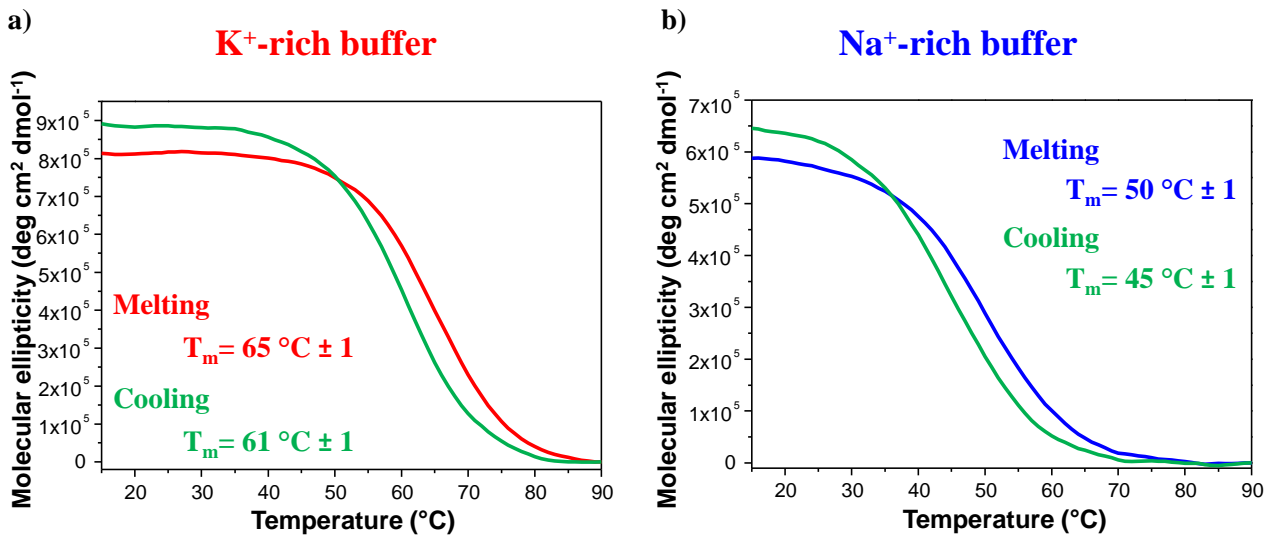 a)
K⁺-rich buffer
Molecular ellipticity (deg cm² dmol⁻¹)
9x10 ⁵
8x10 ⁵
7x10 ⁵
6x10 ⁵
5x10 ⁵
4x10 ⁵
3x10 ⁵
2x10 ⁵
1x10 ⁵
0
Melting
Tₘ= 65 °C ± 1
Cooling
Tₘ= 61 °C ± 1
20 30 40 50 60 70 80 90
Temperature (°C)
b)
Na⁺-rich buffer
Molecular ellipticity (deg cm² dmol⁻¹)
7x10 ⁵
6x10 ⁵
5x10 ⁵
4x10 ⁵
3x10 ⁵
2x10 ⁵
1x10 ⁵
0
Melting
Tₘ= 50 °C ± 1
Cooling
Tₘ= 45 °C ± 1
20 30 40 50 60 70 80 90
Temperature (°C)